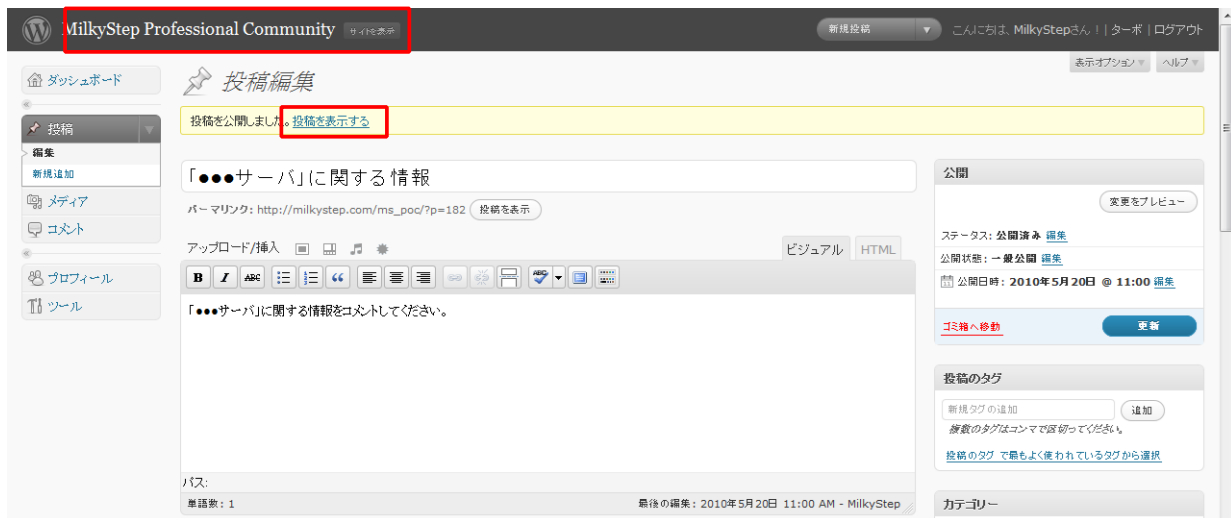 MilkyStep Professional Community サイトを表示
新規投稿
こんにちは、MilkyStepさん！ | ターボ | ログアウト
表示オプション ヘルプ
ダッシュボード
投稿
編集
新規追加
メディア
コメント
プロフィール
ツール
投稿編集
投稿を公開しました。投稿を表示する
「●●●サーバ」に関する情報
パーマリンク: http://milkystep.com/ms_poc/?p=182 投稿を表示
アップロード/挿入
ビジュアル HTML
B I ABC ABC
「●●●サーバ」に関する情報をコメントしてください。
パス:
単語数: 1
最後の編集: 2010年5月20日 11:00 AM - MilkyStep
公開
変更をプレビュー
ステータス: 公開済み 編集
公開状態: 一般公開 編集
公開日時: 2010年5月20日 @ 11:00 編集
ゴミ箱へ移動 更新
投稿のタグ
新規タグの追加 追加
複数のタグはコンマで区切ってください。
投稿のタグ で最もよく使われているタグから選択
カテゴリー